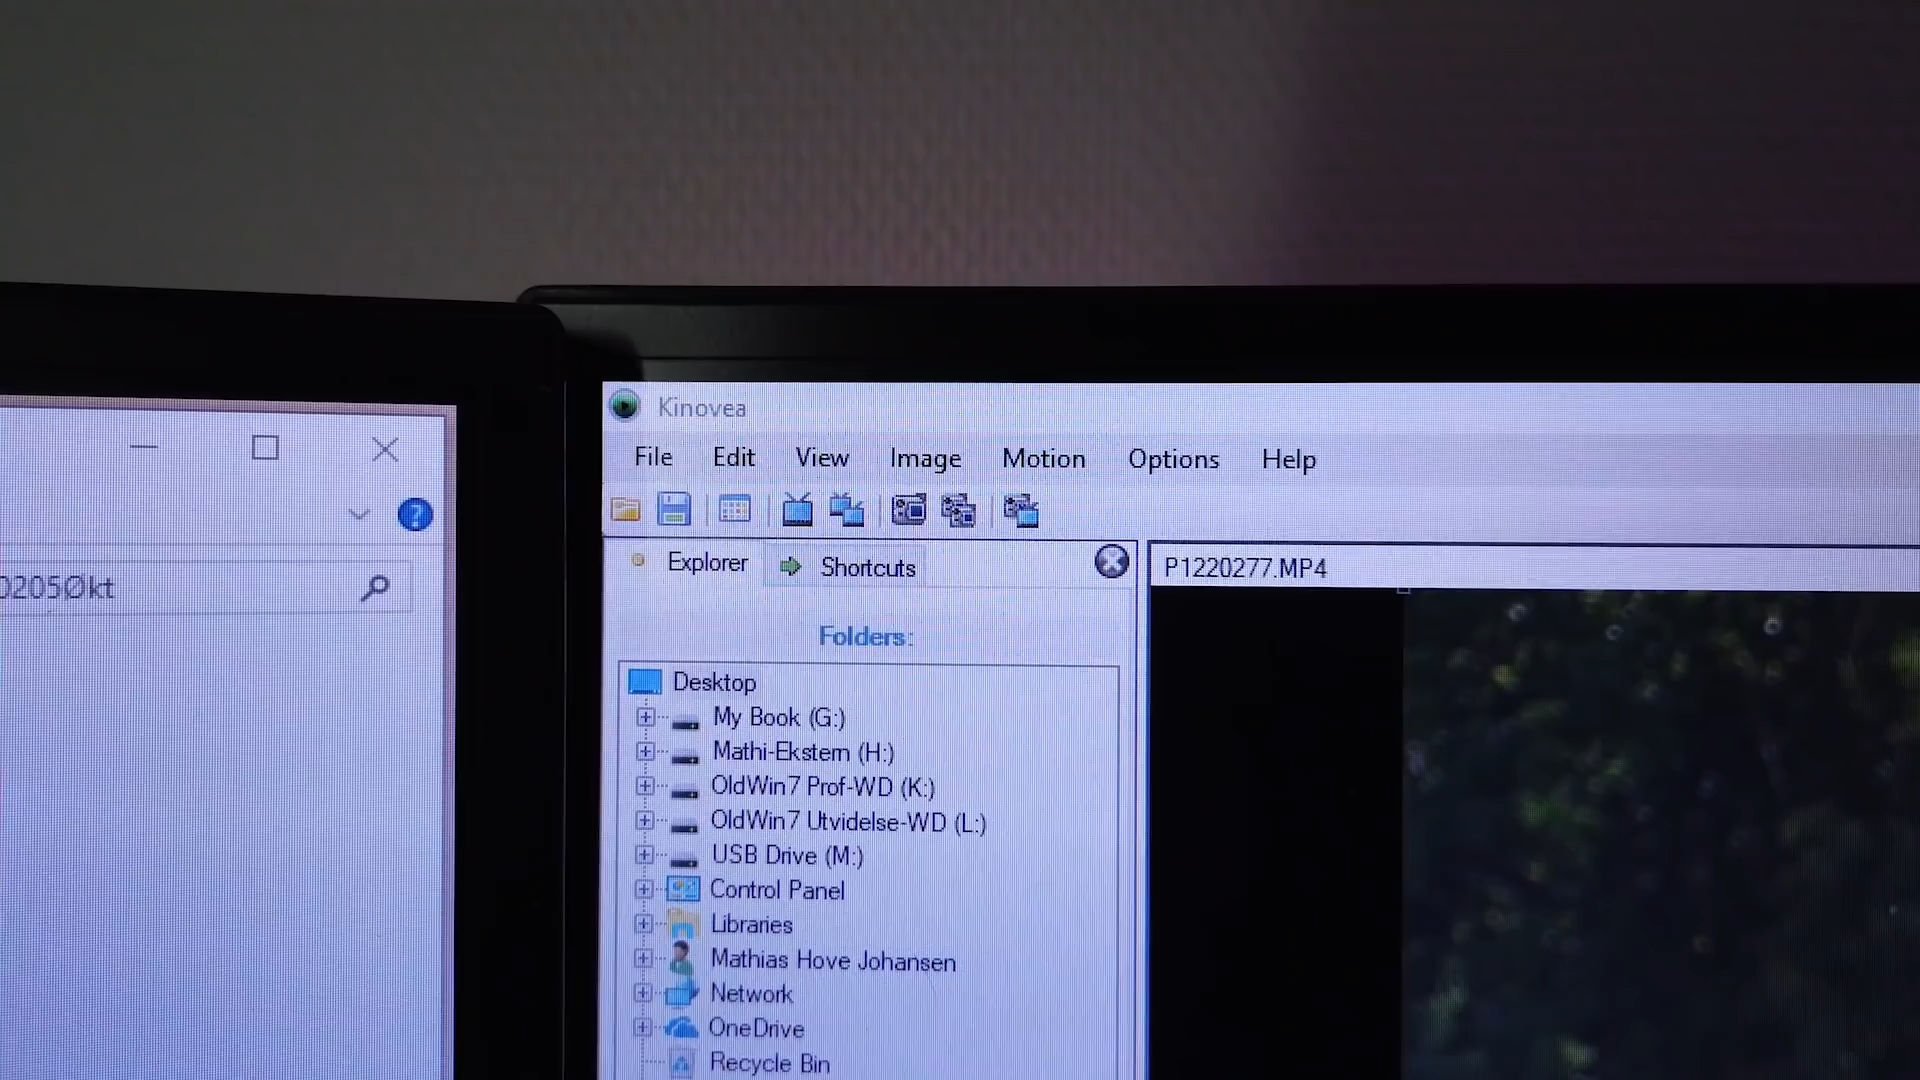 0205Økt
Kinovea
File Edit View Image Motion Options Help
Explorer Shortcuts
P1220277.MP4
Folders:
Desktop
My Book (G:)
Mathi-Ekstern (H:)
OldWin7 Prof-WD (K:)
OldWin7 Utvidelse-WD (L:)
USB Drive (M:)
Control Panel
Libraries
Mathias Hove Johansen
Network
OneDrive
Recycle Bin